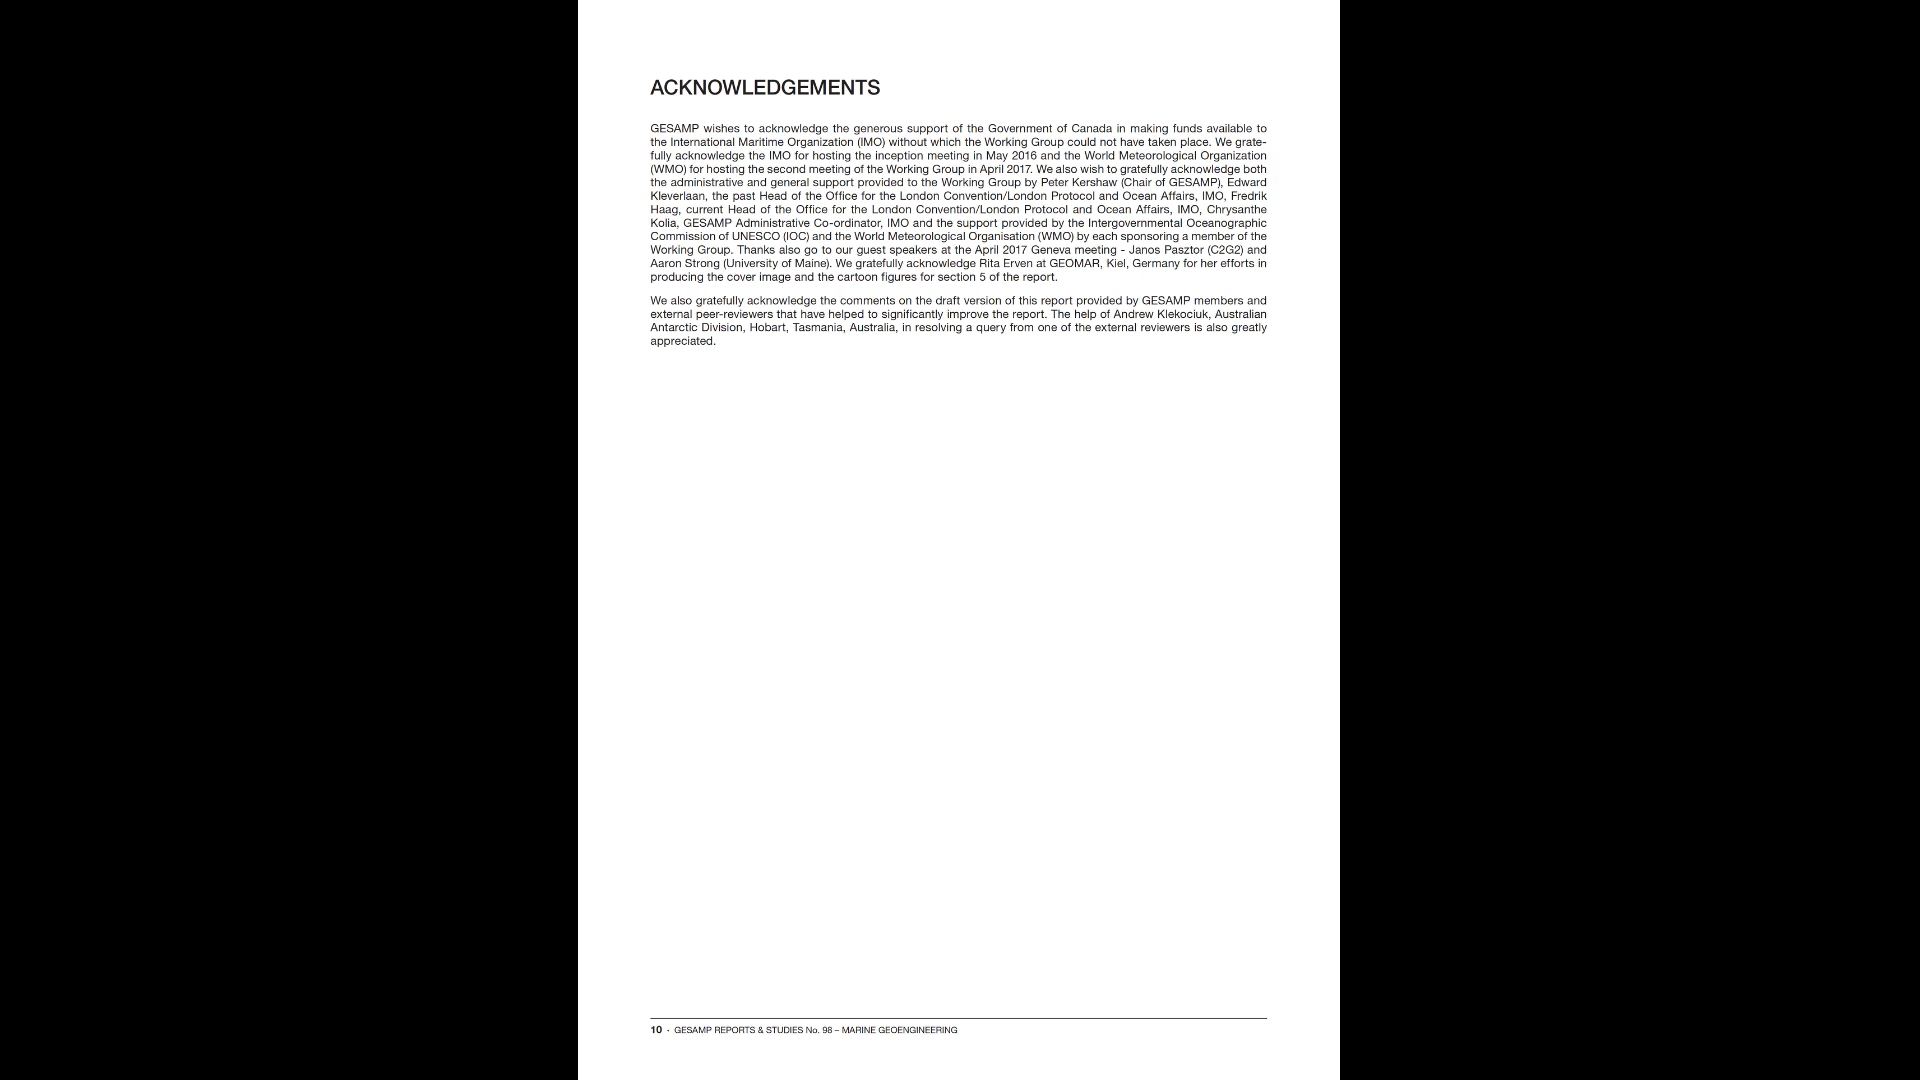 ACKNOWLEDGEMENTS
GESAMP wishes to acknowledge the generous support of the Government of Canada in making funds available to
the International Maritime Organization (IMO) without which the Working Group could not have taken place. We grate-
fully acknowledge the IMO for hosting the inception meeting in May 2016 and the World Meteorological Organization
(WMO) for hosting the second meeting of the Working Group in April 2017. We also wish to gratefully acknowledge both
the administrative and general support provided to the Working Group by Peter Kershaw (Chair of GESAMP), Edward
Kleverlaan, the past Head of the Office for the London Convention/London Protocol and Ocean Affairs, IMO, Fredrik
Haag, current Head of the Office for the London Convention/London Protocol and Ocean Affairs, IMO, Chrysanthe
Kolia, GESAMP Administrative Co-ordinator, IMO and the support provided by the Intergovernmental Oceanographic
Commission of UNESCO (IOC) and the World Meteorological Organisation (WMO) by each sponsoring a member of the
Working Group. Thanks also go to our guest speakers at the April 2017 Geneva meeting - Janos Pasztor (C2G2) and
Aaron Strong (University of Maine). We gratefully acknowledge Rita Erven at GEOMAR, Kiel, Germany for her efforts in
producing the cover image and the cartoon figures for section 5 of the report.
We also gratefully acknowledge the comments on the draft version of this report provided by GESAMP members and
external peer-reviewers that have helped to significantly improve the report. The help of Andrew Klekociuk, Australian
Antarctic Division, Hobart, Tasmania, Australia, in resolving a query from one of the external reviewers is also greatly
appreciated.
10 · GESAMP REPORTS & STUDIES No. 98 – MARINE GEOENGINEERING